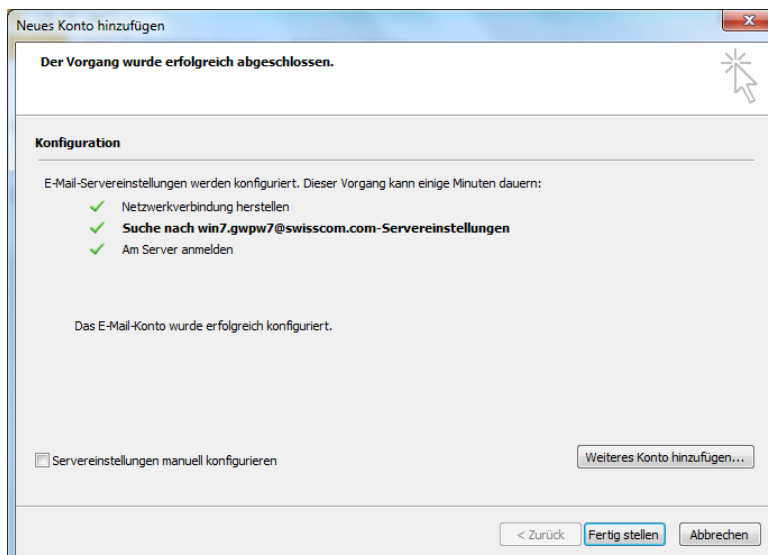 Neues Konto hinzufügen
Der Vorgang wurde erfolgreich abgeschlossen.
Konfiguration
E-Mail-Servereinstellungen werden konfiguriert. Dieser Vorgang kann einige Minuten dauern:
Netzwerkverbindung herstellen
Suche nach win7.gwpw7@swisscom.com-Servereinstellungen
Am Server anmelden
Das E-Mail-Konto wurde erfolgreich konfiguriert.
Servereinstellungen manuell konfigurieren
Weiteres Konto hinzufügen...
< Zurück
Fertig stellen
Abbrechen